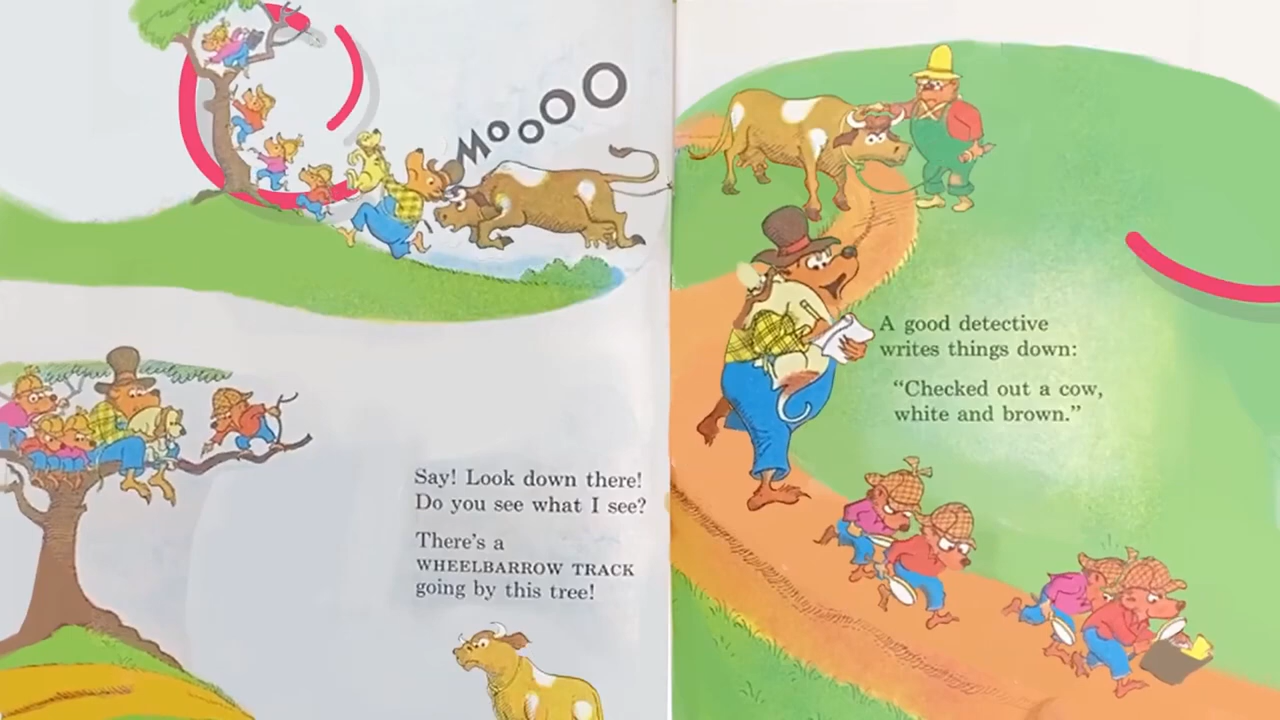 MOOOO
Say! Look down there!
Do you see what I see?
There's a
WHEELBARROW TRACK
going by this tree!
A good detective
writes things down:
"Checked out a cow,
white and brown."